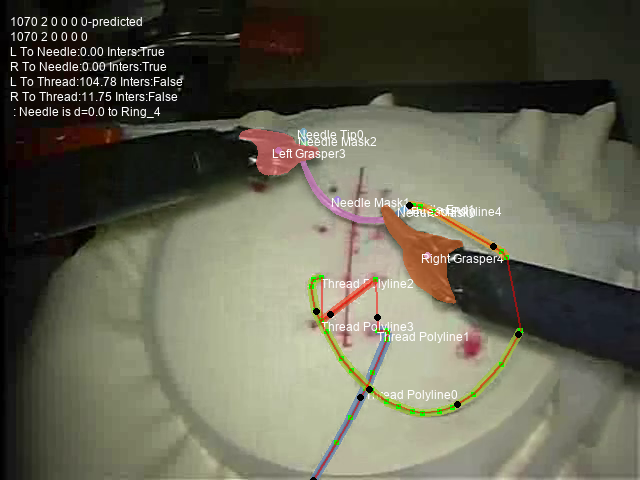 1070 2 0 0 0 0-predicted
1070 2 0 0 0 0
L To Needle:0.00 Inters:True
R To Needle:0.00 Inters:True
L To Thread:104.78 Inters:False
R To Thread:11.75 Inters:False
: Needle is d=0.0 to Ring_4
Needle Tip0
Needle Mask2
Left Grasper3
Needle Mask
Right Grasper4
Thread Polyline2
Thread Polyline3
Thread Polyline1
Thread Polyline0